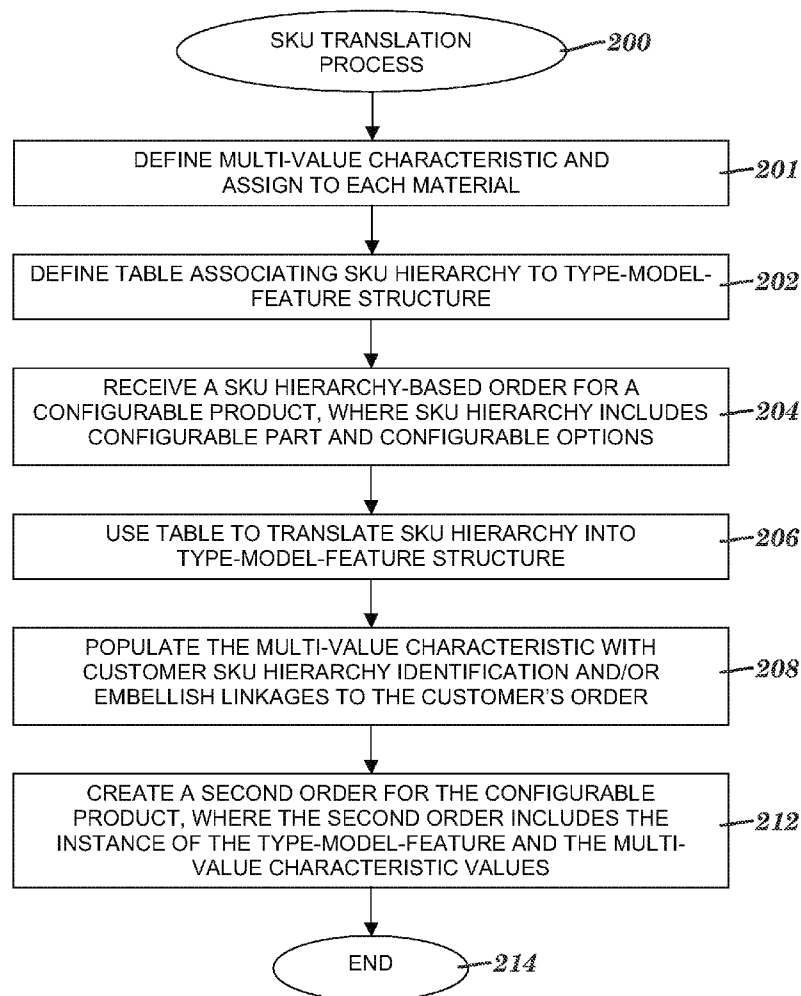 SKU TRANSLATION
PROCESS
200
DEFINE MULTI-VALUE CHARACTERISTIC AND
ASSIGN TO EACH MATERIAL
201
DEFINE TABLE ASSOCIATING SKU HIERARCHY TO TYPE-MODEL-
FEATURE STRUCTURE
202
RECEIVE A SKU HIERARCHY-BASED ORDER FOR A
CONFIGURABLE PRODUCT, WHERE SKU HIERARCHY INCLUDES
CONFIGURABLE PART AND CONFIGURABLE OPTIONS
204
USE TABLE TO TRANSLATE SKU HIERARCHY INTO
TYPE-MODEL-FEATURE STRUCTURE
206
POPULATE THE MULTI-VALUE CHARACTERISTIC WITH
CUSTOMER SKU HIERARCHY IDENTIFICATION AND/OR
EMBELLISH LINKAGES TO THE CUSTOMER'S ORDER
208
CREATE A SECOND ORDER FOR THE CONFIGURABLE
PRODUCT, WHERE THE SECOND ORDER INCLUDES THE
INSTANCE OF THE TYPE-MODEL-FEATURE AND THE MULTI-
VALUE CHARACTERISTIC VALUES
212
END
214